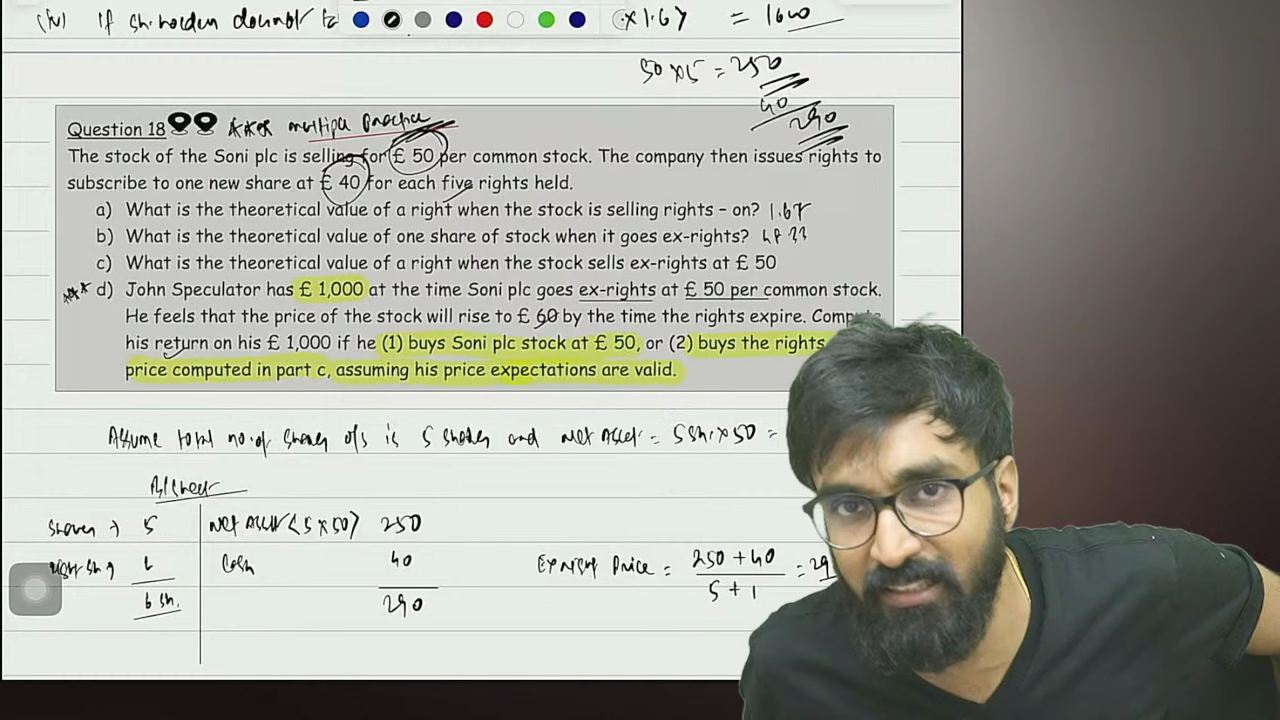 (iv) if shareholder does not
×1.67 = 1600
50 × 5 = 250
40
290
Question 18 *** multiple practice
The stock of the Soni plc is selling for £ 50 per common stock. The company then issues rights to
subscribe to one new share at £ 40 for each five rights held.
a) What is the theoretical value of a right when the stock is selling rights – on? 1.67
b) What is the theoretical value of one share of stock when it goes ex-rights? 48.33
c) What is the theoretical value of a right when the stock sells ex-rights at £ 50
*** d) John Speculator has £ 1,000 at the time Soni plc goes ex-rights at £ 50 per common stock.
He feels that the price of the stock will rise to £ 60 by the time the rights expire. Compute
his return on his £ 1,000 if he (1) buys Soni plc stock at £ 50, or (2) buys the rights
price computed in part c, assuming his price expectations are valid.
Assume total no. of shares o/s is 5 shares and Net Asset = 5 sh. × 50 =
B/sheet
Shares → 5 Net Asset (5 × 50) 250
right sh → 1 Cash 40
6 sh. 290
Exright Price = 250 + 40 / 5 + 1 = 29